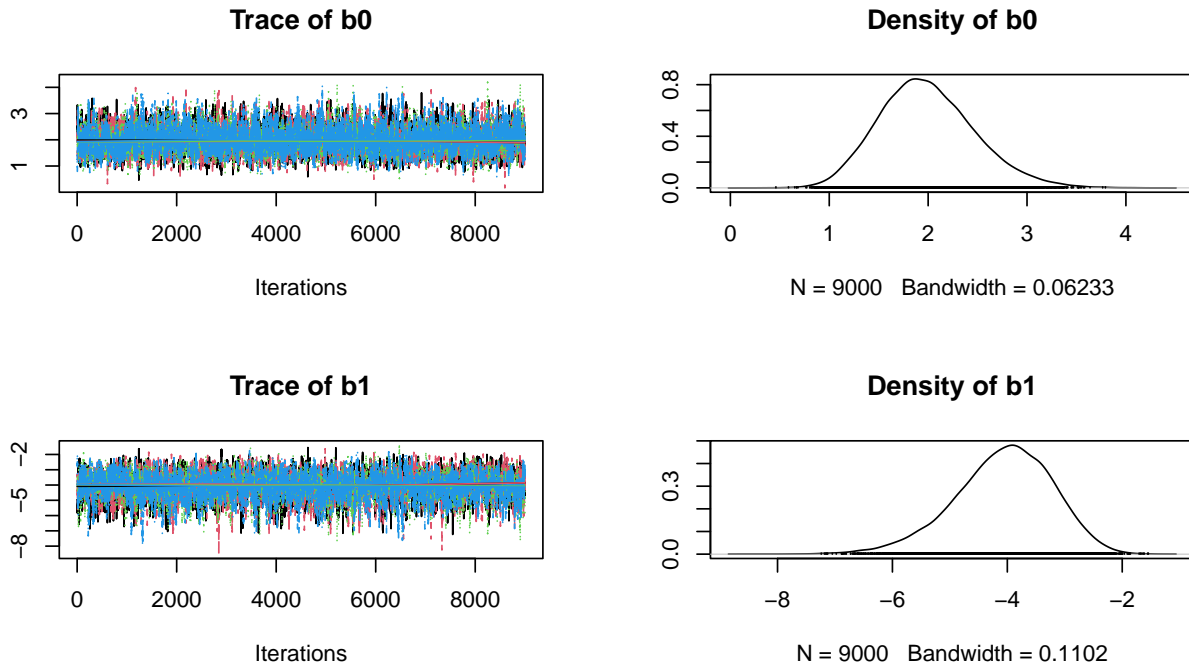 Trace of b0
3
1
0 2000 4000 6000 8000
Iterations
Density of b0
0.8
0.4
0.0
0 1 2 3 4
N = 9000 Bandwidth = 0.06233
Trace of b1
−2
−5
−8
0 2000 4000 6000 8000
Iterations
Density of b1
0.3
0.0
−8 −6 −4 −2
N = 9000 Bandwidth = 0.1102